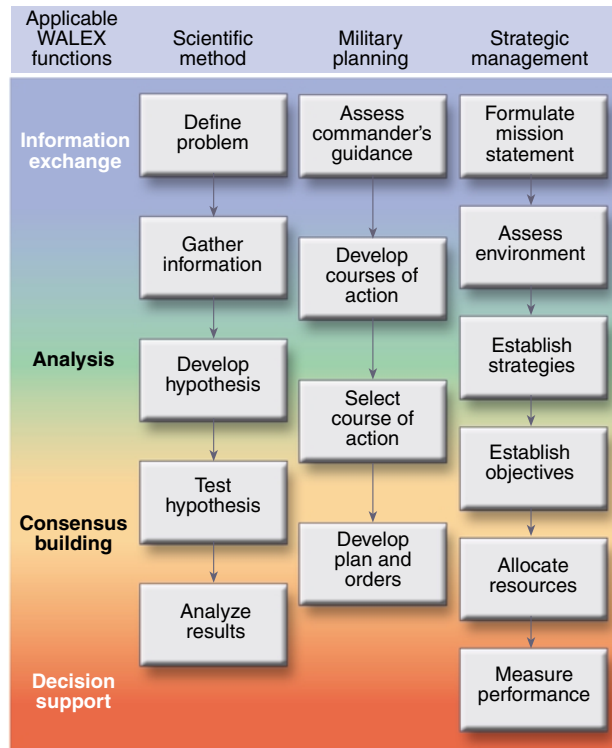 Applicable
WALEX
functions
Scientific
method
Military
planning
Strategic
management
Information
exchange
Analysis
Consensus
building
Decision
support
Define
problem
Gather
information
Develop
hypothesis
Test
hypothesis
Analyze
results
Assess
commander's
guidance
Develop
courses of
action
Select
course of
action
Develop
plan and
orders
Formulate
mission
statement
Assess
environment
Establish
strategies
Establish
objectives
Allocate
resources
Measure
performance